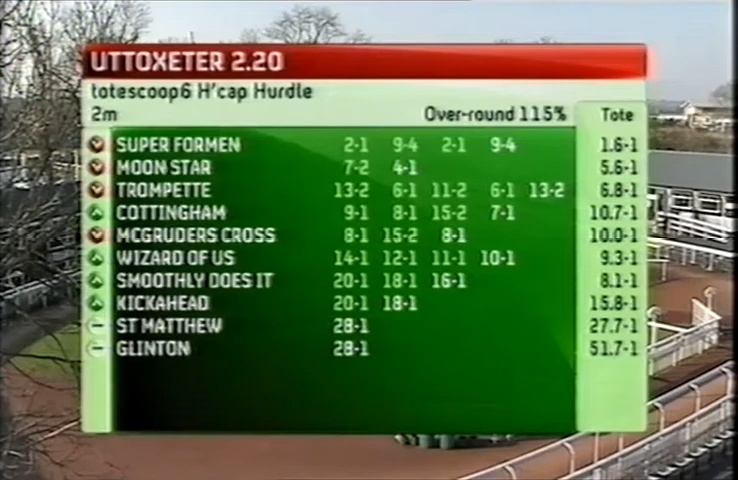 UTTOXETER 2.20
totescoop6 H'cap Hurdle
2m Over-round 115% Tote
SUPER FORMEN 2-1 9-4 2-1 9-4 1.6-1
MOON STAR 7-2 4-1 5.6-1
TROMPETTE 13-2 6-1 11-2 6-1 13-2 6.8-1
COTTINGHAM 9-1 8-1 15-2 7-1 10.7-1
MCGRUDERS CROSS 8-1 15-2 8-1 10.0-1
WIZARD OF US 14-1 12-1 11-1 10-1 9.3-1
SMOOTHLY DOES IT 20-1 18-1 16-1 8.1-1
KICKAHEAD 20-1 18-1 15.8-1
ST MATTHEW 28-1 27.7-1
GLINTON 28-1 51.7-1